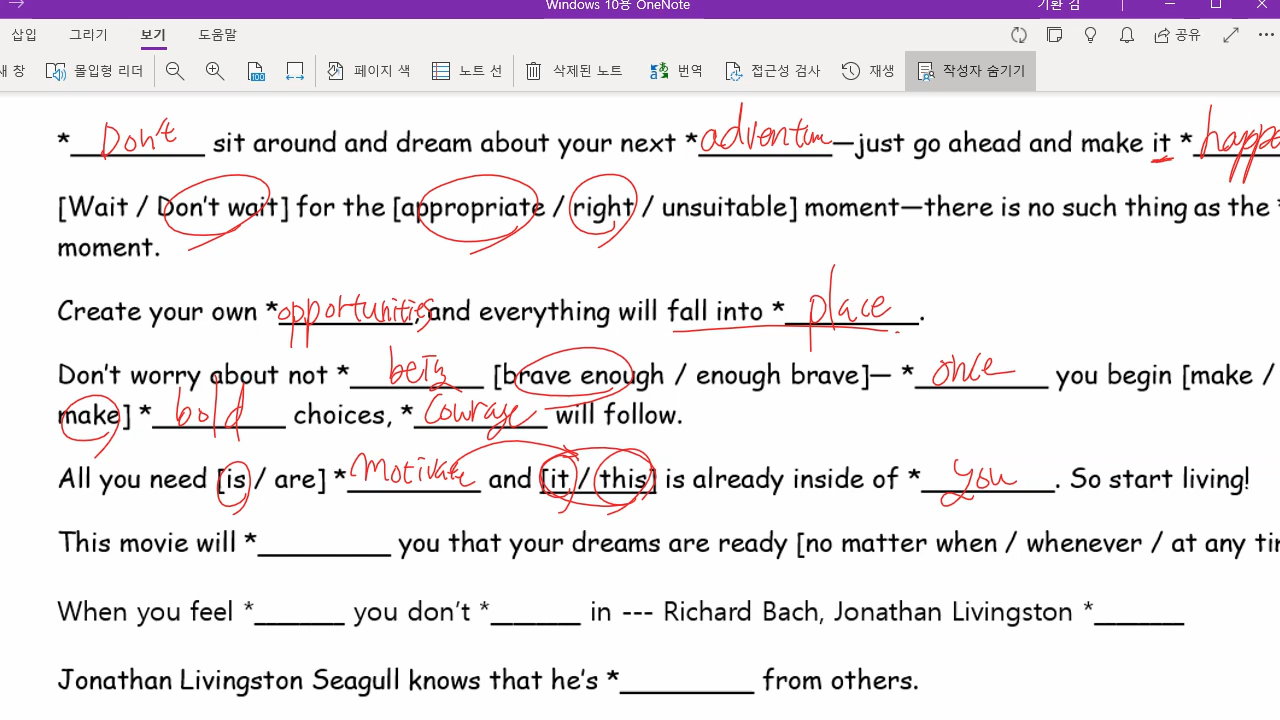 Windows 10용 OneNote 기환 김
삽입 그리기 보기 도움말 공유
새 창 몰입형 리더 100 페이지 색 노트 선 삭제된 노트 번역 접근성 검사 재생 작성자 숨기기
* Don't sit around and dream about your next * adventure—just go ahead and make it * happe
[Wait / Don't wait] for the [appropriate / right / unsuitable] moment—there is no such thing as the *
moment.
Create your own * opportunities, and everything will fall into * place.
Don't worry about not * being [brave enough / enough brave]— * once you begin [make /
make] * bold choices, * courage will follow.
All you need [is / are] * Motivate and [it / this] is already inside of * you. So start living!
This movie will *__________ you that your dreams are ready [no matter when / whenever / at any tim
When you feel *_______ you don't *_______ in --- Richard Bach, Jonathan Livingston *_______
Jonathan Livingston Seagull knows that he's *__________ from others.